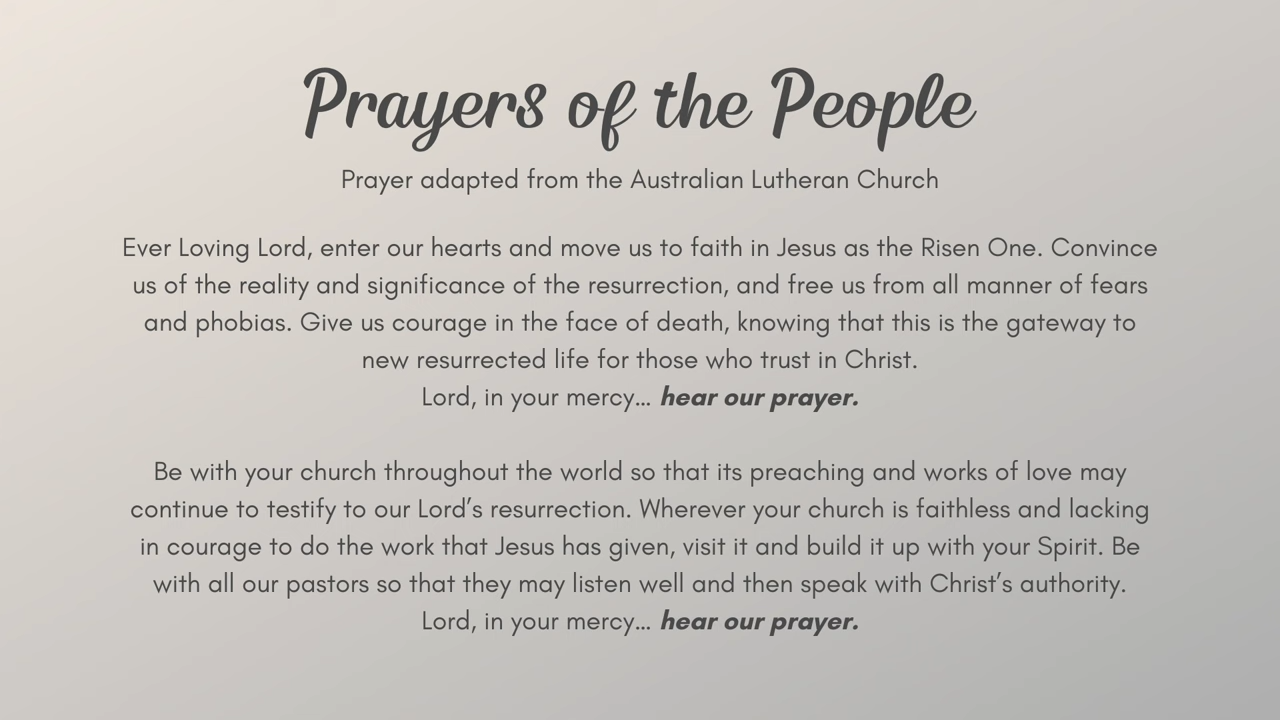 Prayers of the People
Prayer adapted from the Australian Lutheran Church
Ever Loving Lord, enter our hearts and move us to faith in Jesus as the Risen One. Convince
us of the reality and significance of the resurrection, and free us from all manner of fears
and phobias. Give us courage in the face of death, knowing that this is the gateway to
new resurrected life for those who trust in Christ.
Lord, in your mercy… hear our prayer.
Be with your church throughout the world so that its preaching and works of love may
continue to testify to our Lord’s resurrection. Wherever your church is faithless and lacking
in courage to do the work that Jesus has given, visit it and build it up with your Spirit. Be
with all our pastors so that they may listen well and then speak with Christ’s authority.
Lord, in your mercy… hear our prayer.